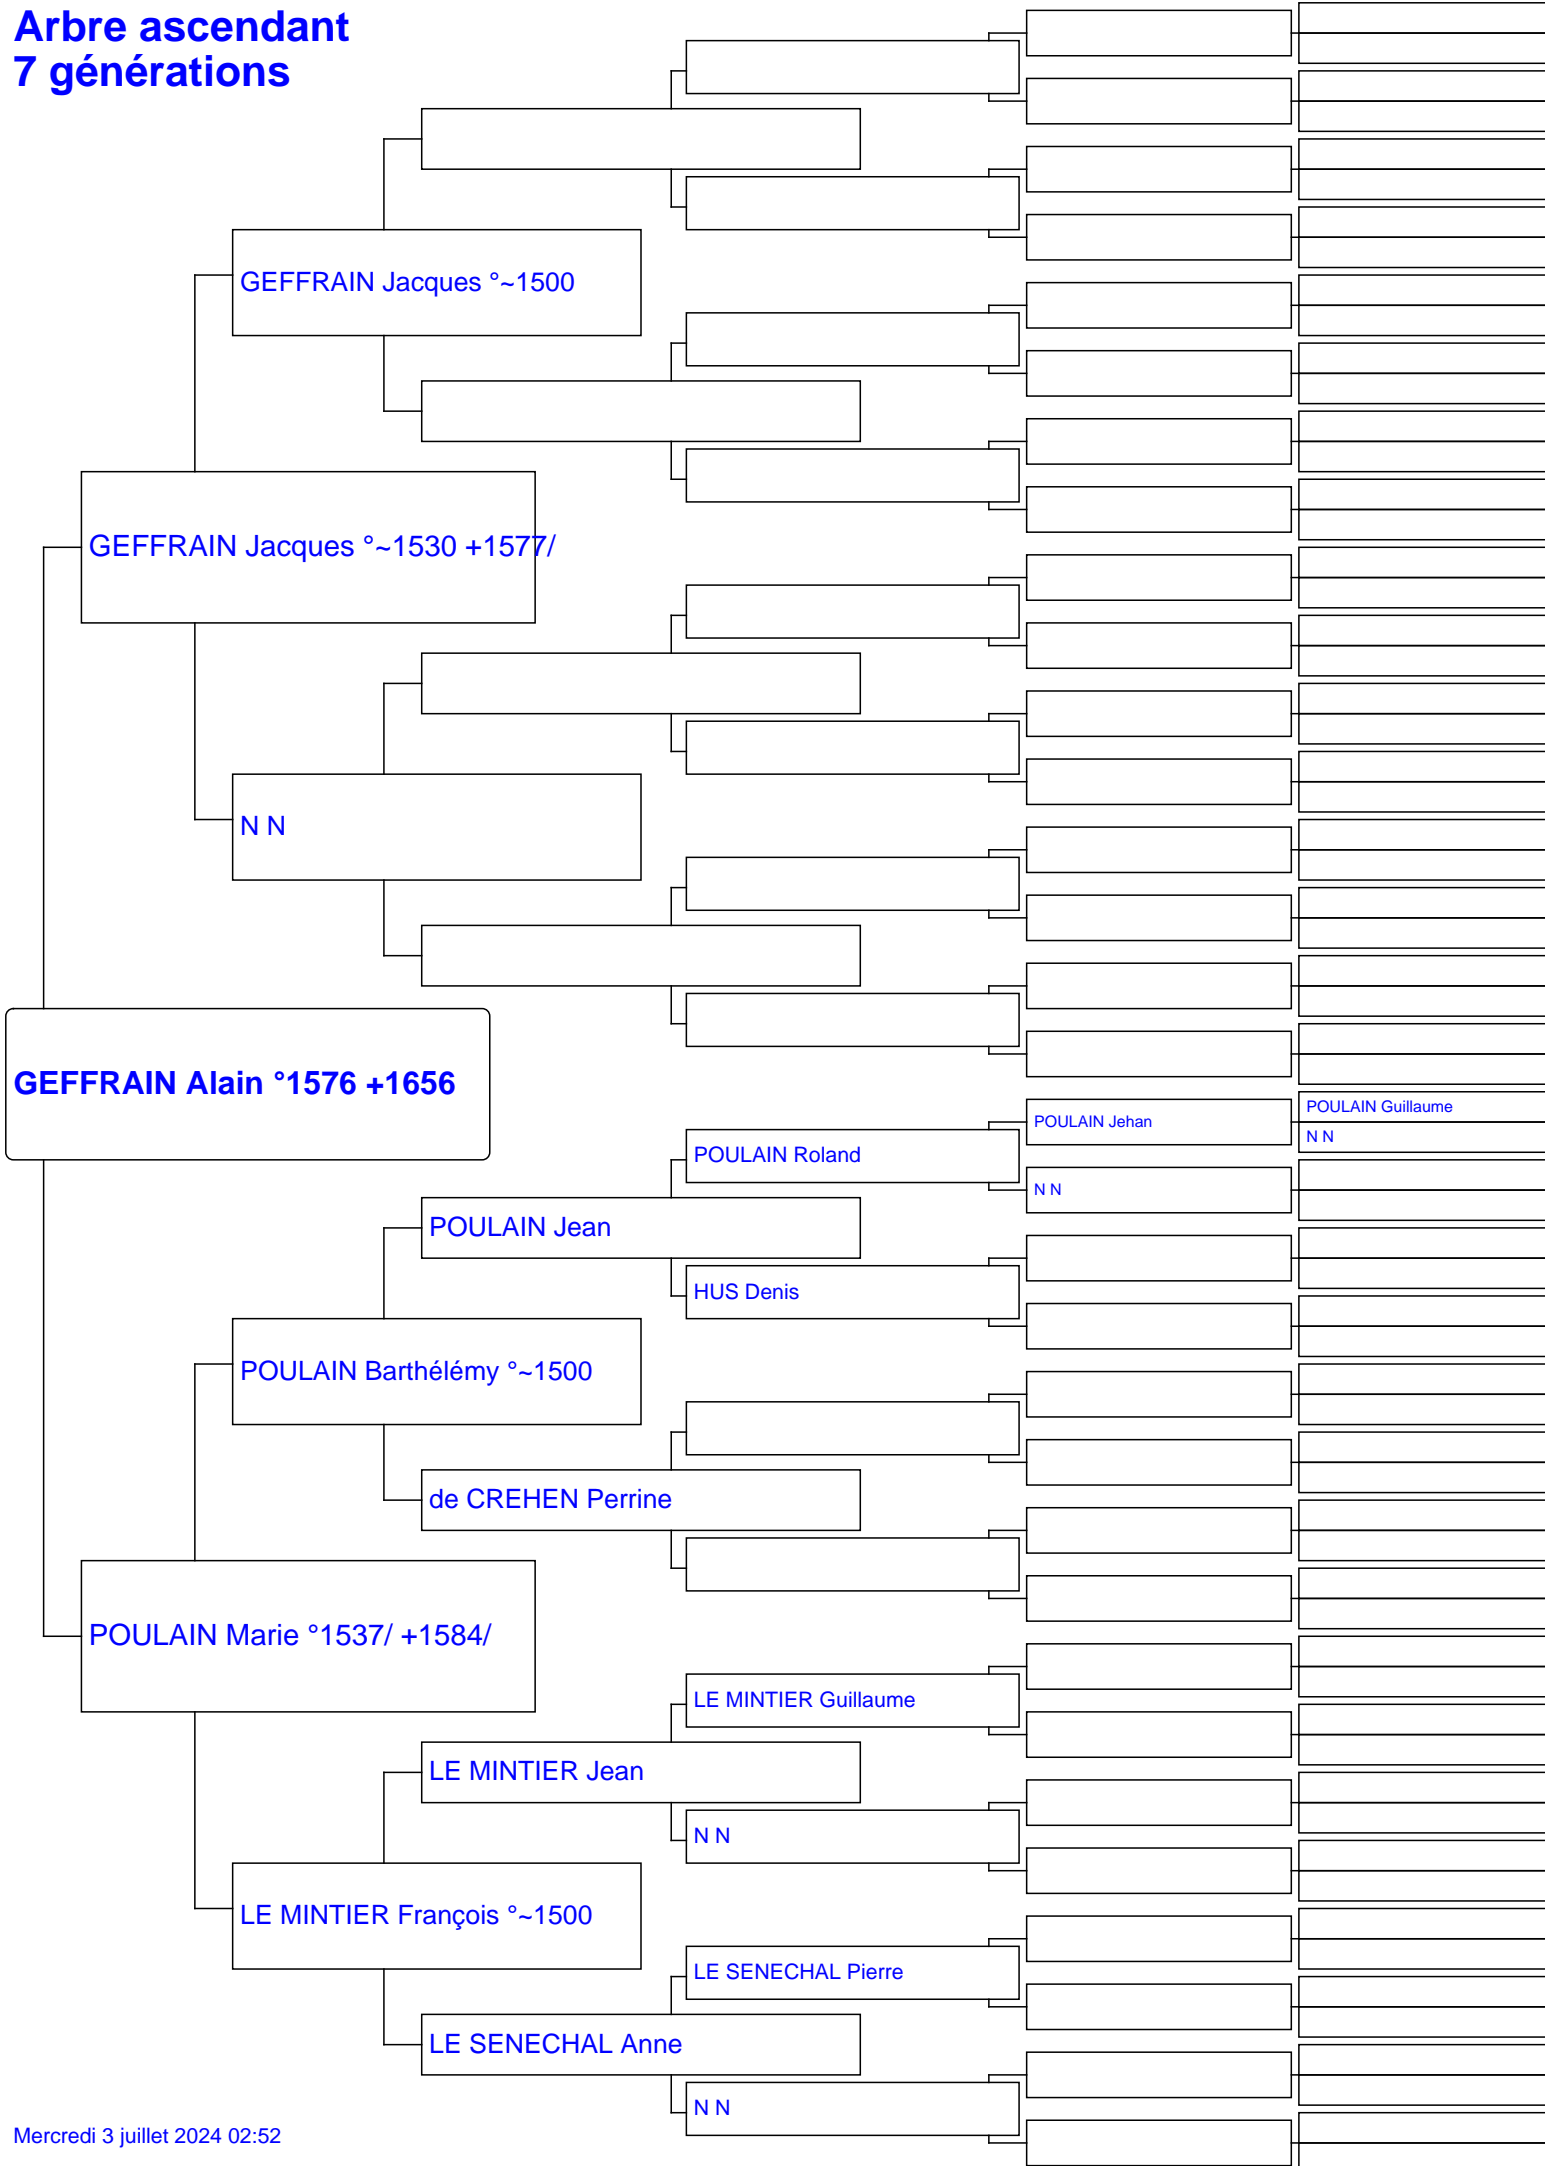 Arbre ascendant
7 générations
GEFFRAIN Jacques °~1500
GEFFRAIN Jacques °~1530 +1577/
N N
GEFFRAIN Alain °1576 +1656
POULAIN Guillaume
POULAIN Jehan
N N
POULAIN Roland
N N
POULAIN Jean
HUS Denis
POULAIN Barthélémy °~1500
de CREHEN Perrine
POULAIN Marie °1537/ +1584/
LE MINTIER Guillaume
LE MINTIER Jean
N N
LE MINTIER François °~1500
LE SENECHAL Pierre
LE SENECHAL Anne
N N
Mercredi 3 juillet 2024 02:52